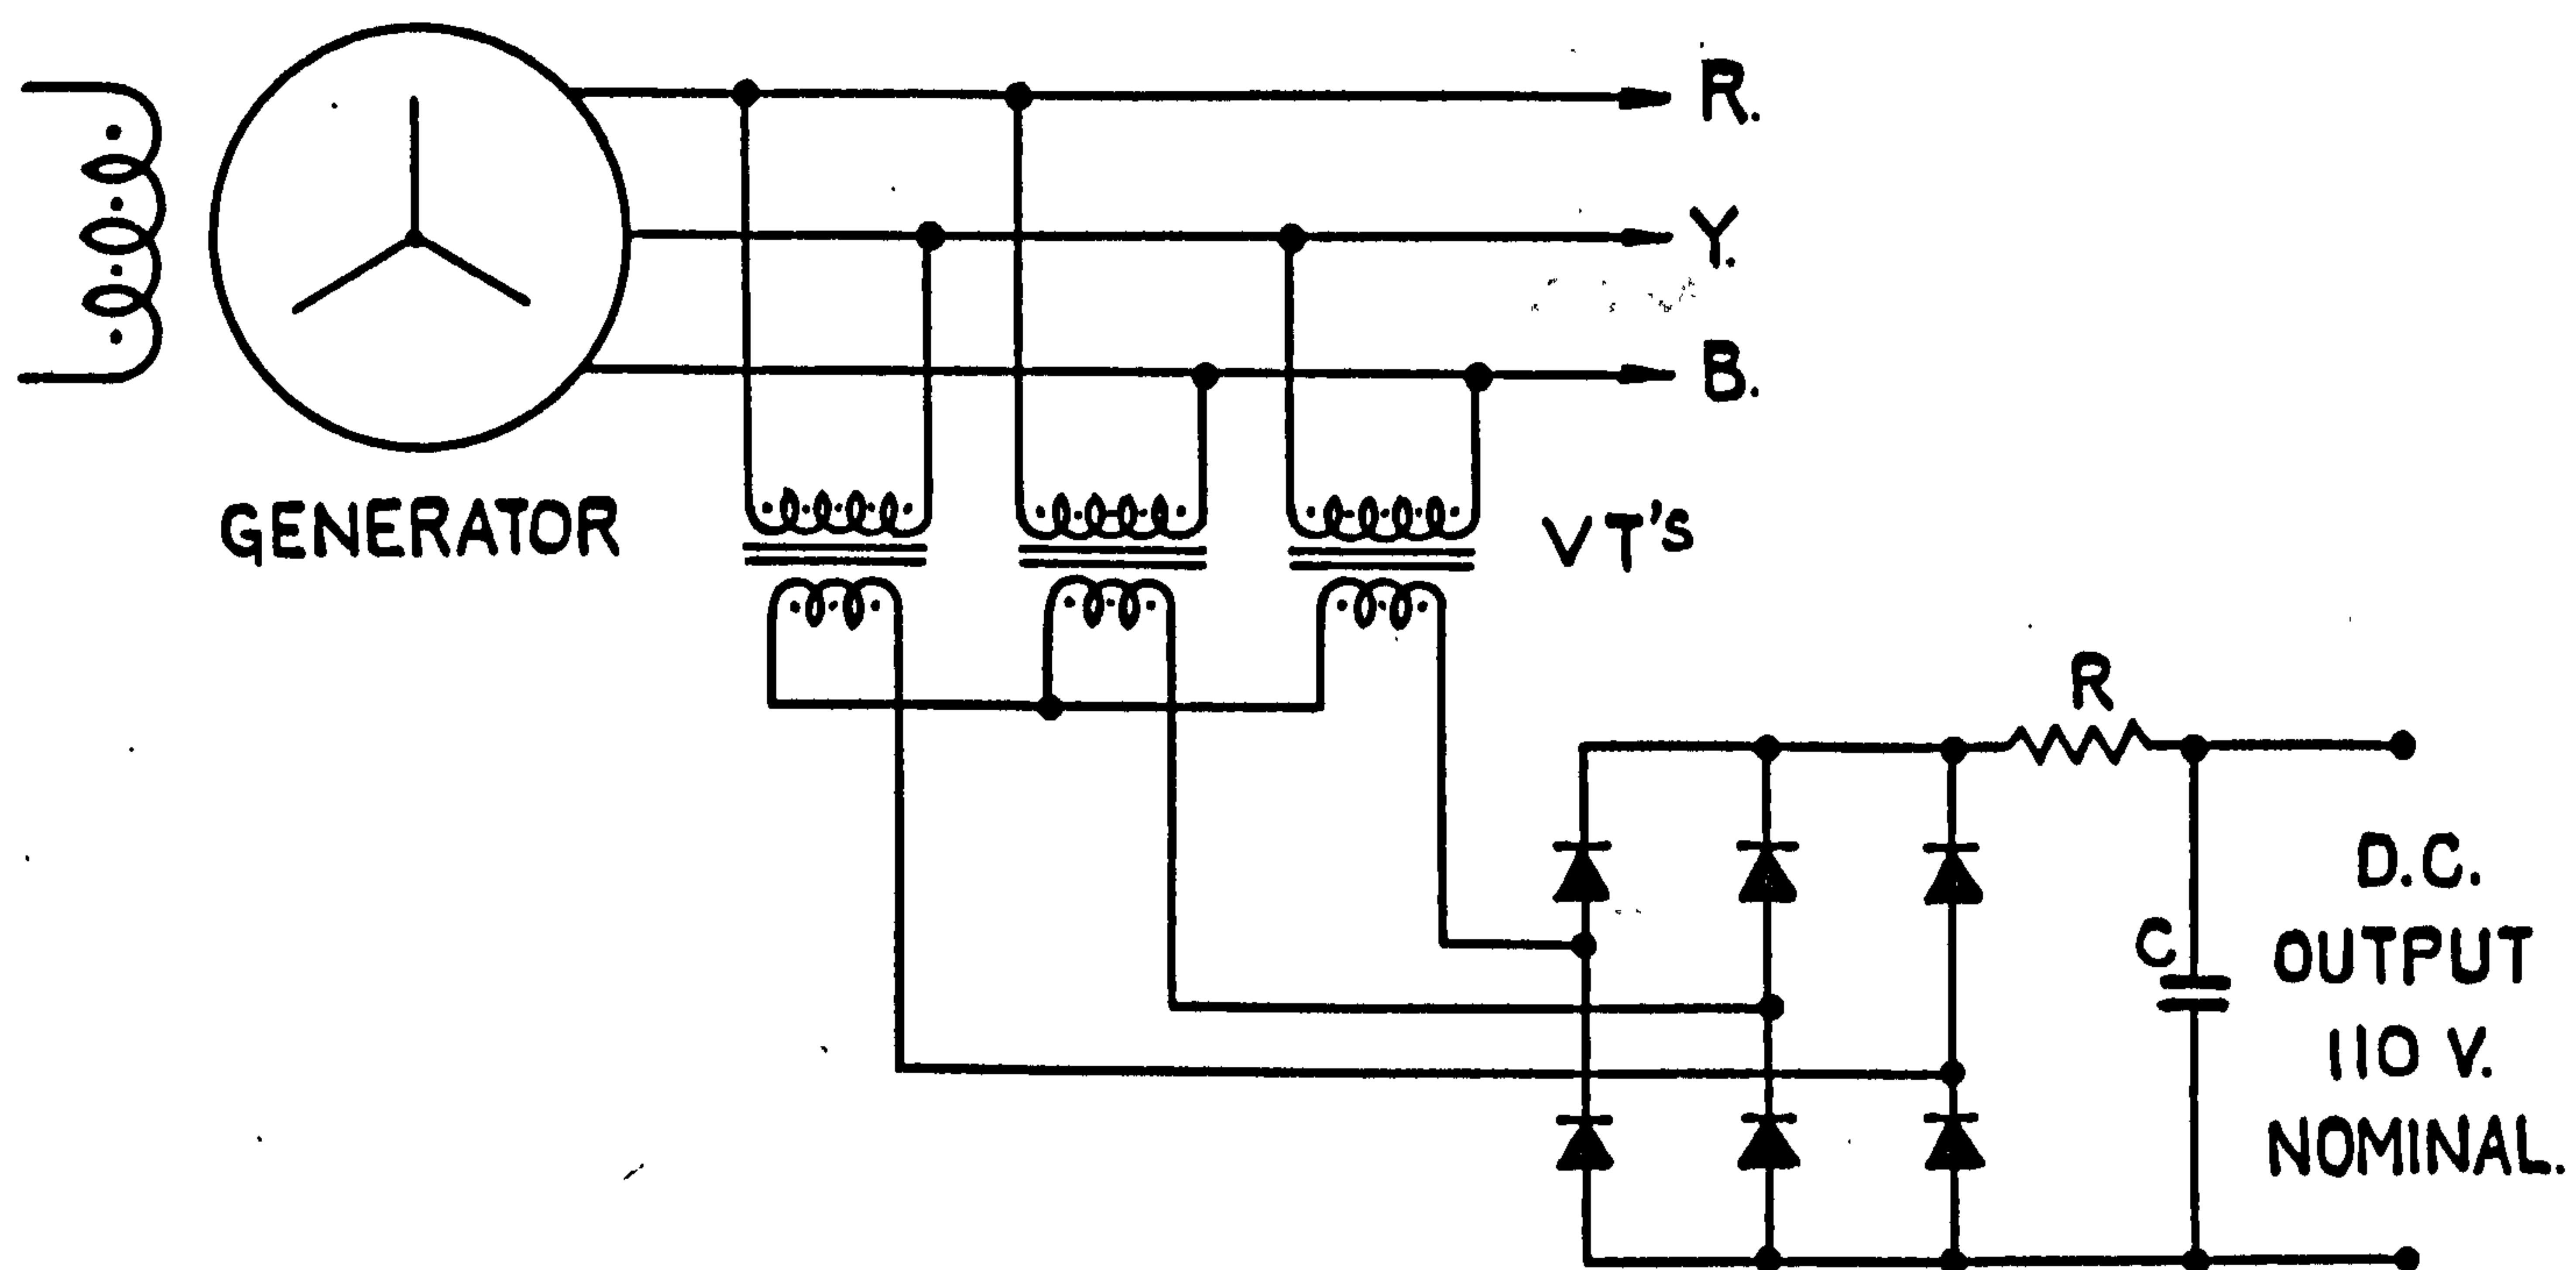 R.
Y.
B.
GENERATOR
VT'S
R
C
D.C.
OUTPUT
110 V.
NOMINAL.